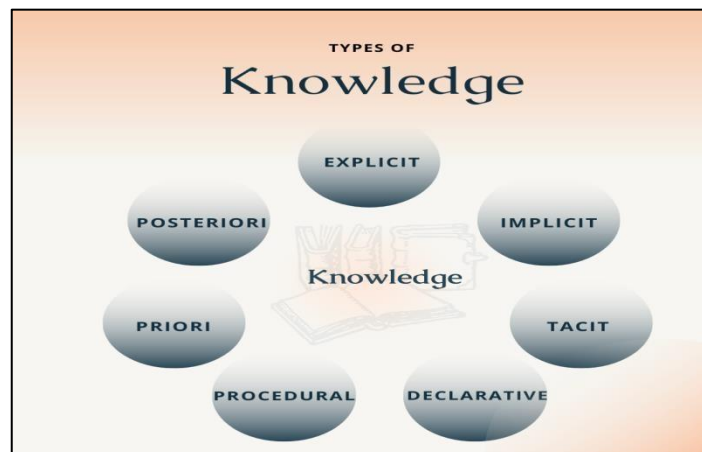 TYPES OF
Knowledge
EXPLICIT
POSTERIORI
IMPLICIT
Knowledge
PRIORI
TACIT
PROCEDURAL
DECLARATIVE